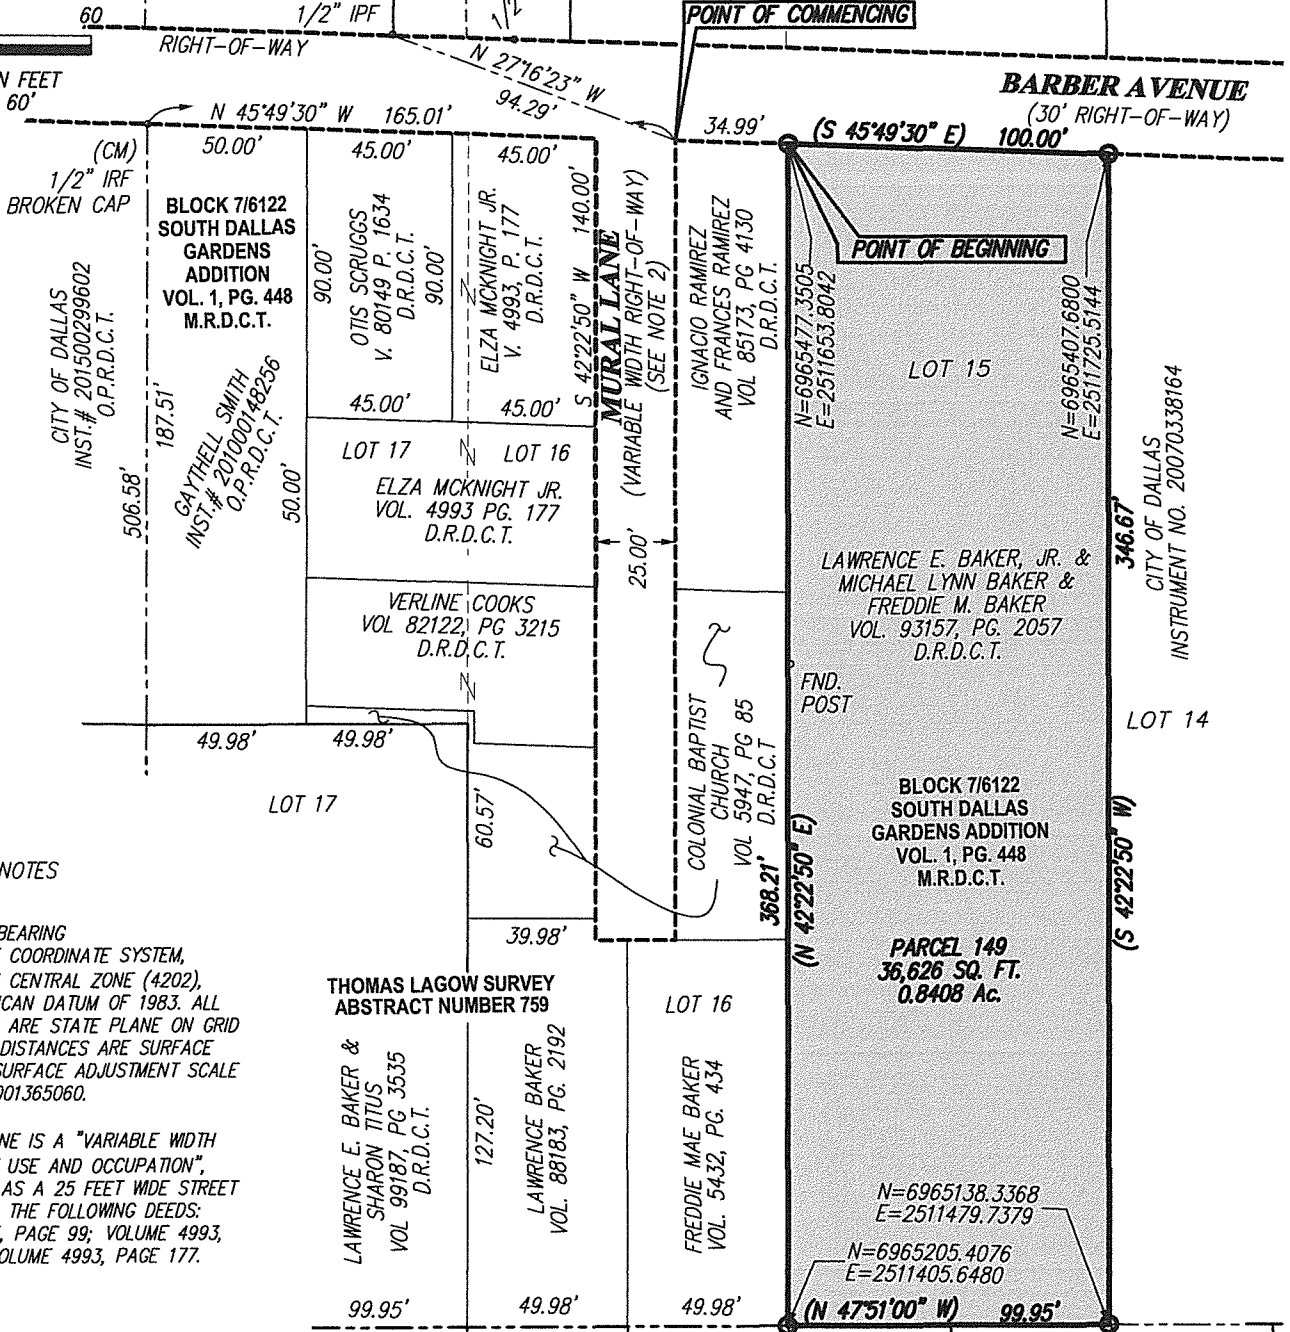 60
1/2" IPF
POINT OF COMMENCING
RIGHT-OF-WAY
N FEET
60'
N 27°16'23" W
94.29'
BARBER AVENUE
(30' RIGHT-OF-WAY)
N 45°49'30" W 165.01'
34.99'
(S 45°49'30" E) 100.00'
(CM)
1/2" IRF
BROKEN CAP
50.00'
45.00'
45.00'
BLOCK 7/6122
SOUTH DALLAS
GARDENS
ADDITION
VOL. 1, PG. 448
M.R.D.C.T.
90.00'
OTIS SCRUGGS
V. 80149 P. 1634
D.R.D.C.T.
90.00'
ELZA MCKNIGHT JR.
V. 4993, P. 177
D.R.D.C.T.
S 42°22'50" W 140.00'
MURAL LANE
(VARIABLE WIDTH RIGHT-OF-WAY)
(SEE NOTE 2)
IGNACIO RAMIREZ
AND FRANCES RAMIREZ
VOL 85173, PG 4130
D.R.D.C.T.
POINT OF BEGINNING
N=6965477.3505
E=2511653.8042
N=6965407.6800
E=2511725.5144
LOT 15
CITY OF DALLAS
INST.# 201500299602
O.P.R.D.C.T.
187.51'
506.58'
GAYTHELL SMITH
INST.# 201000148256
O.P.R.D.C.T.
50.00'
45.00'
45.00'
LOT 17
LOT 16
ELZA MCKNIGHT JR.
VOL. 4993 PG. 177
D.R.D.C.T.
25.00'
VERLINE COOKS
VOL 82122, PG 3215
D.R.D.C.T.
LAWRENCE E. BAKER, JR. &
MICHAEL LYNN BAKER &
FREDDIE M. BAKER
VOL. 93157, PG. 2057
D.R.D.C.T.
346.67'
CITY OF DALLAS
INSTRUMENT NO. 20070338164
FND.
POST
LOT 14
49.98'
49.98'
LOT 17
60.57'
COLONIAL BAPTIST
CHURCH
VOL 5947, PG 85
D.R.D.C.T
368.21'
(N 42°22'50" E)
BLOCK 7/6122
SOUTH DALLAS
GARDENS ADDITION
VOL. 1, PG. 448
M.R.D.C.T.
(S 42°22'50" W)
39.98'
PARCEL 149
36,626 SQ. FT.
0.8408 Ac.
NOTES
BEARING
E COORDINATE SYSTEM,
CENTRAL ZONE (4202),
ICAN DATUM OF 1983. ALL
ARE STATE PLANE ON GRID
DISTANCES ARE SURFACE
SURFACE ADJUSTMENT SCALE
001365060.
NE IS A "VARIABLE WIDTH
USE AND OCCUPATION",
AS A 25 FEET WIDE STREET
THE FOLLOWING DEEDS:
, PAGE 99; VOLUME 4993,
OLUME 4993, PAGE 177.
THOMAS LAGOW SURVEY
ABSTRACT NUMBER 759
LOT 16
LAWRENCE E. BAKER &
SHARON TITUS
VOL 99187, PG 3535
D.R.D.C.T.
127.20'
LAWRENCE BAKER
VOL. 88183, PG. 2192
FREDDIE MAE BAKER
VOL. 5432, PG. 434
N=6965138.3368
E=2511479.7379
N=6965205.4076
E=2511405.6480
99.95'
49.98'
49.98'
(N 47°51'00" W) 99.95'